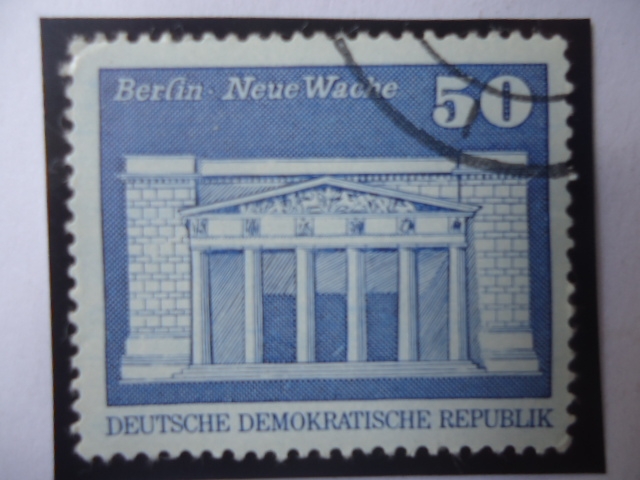 Berlin · Neue Wache 50
DEUTSCHE DEMOKRATISCHE REPUBLIK